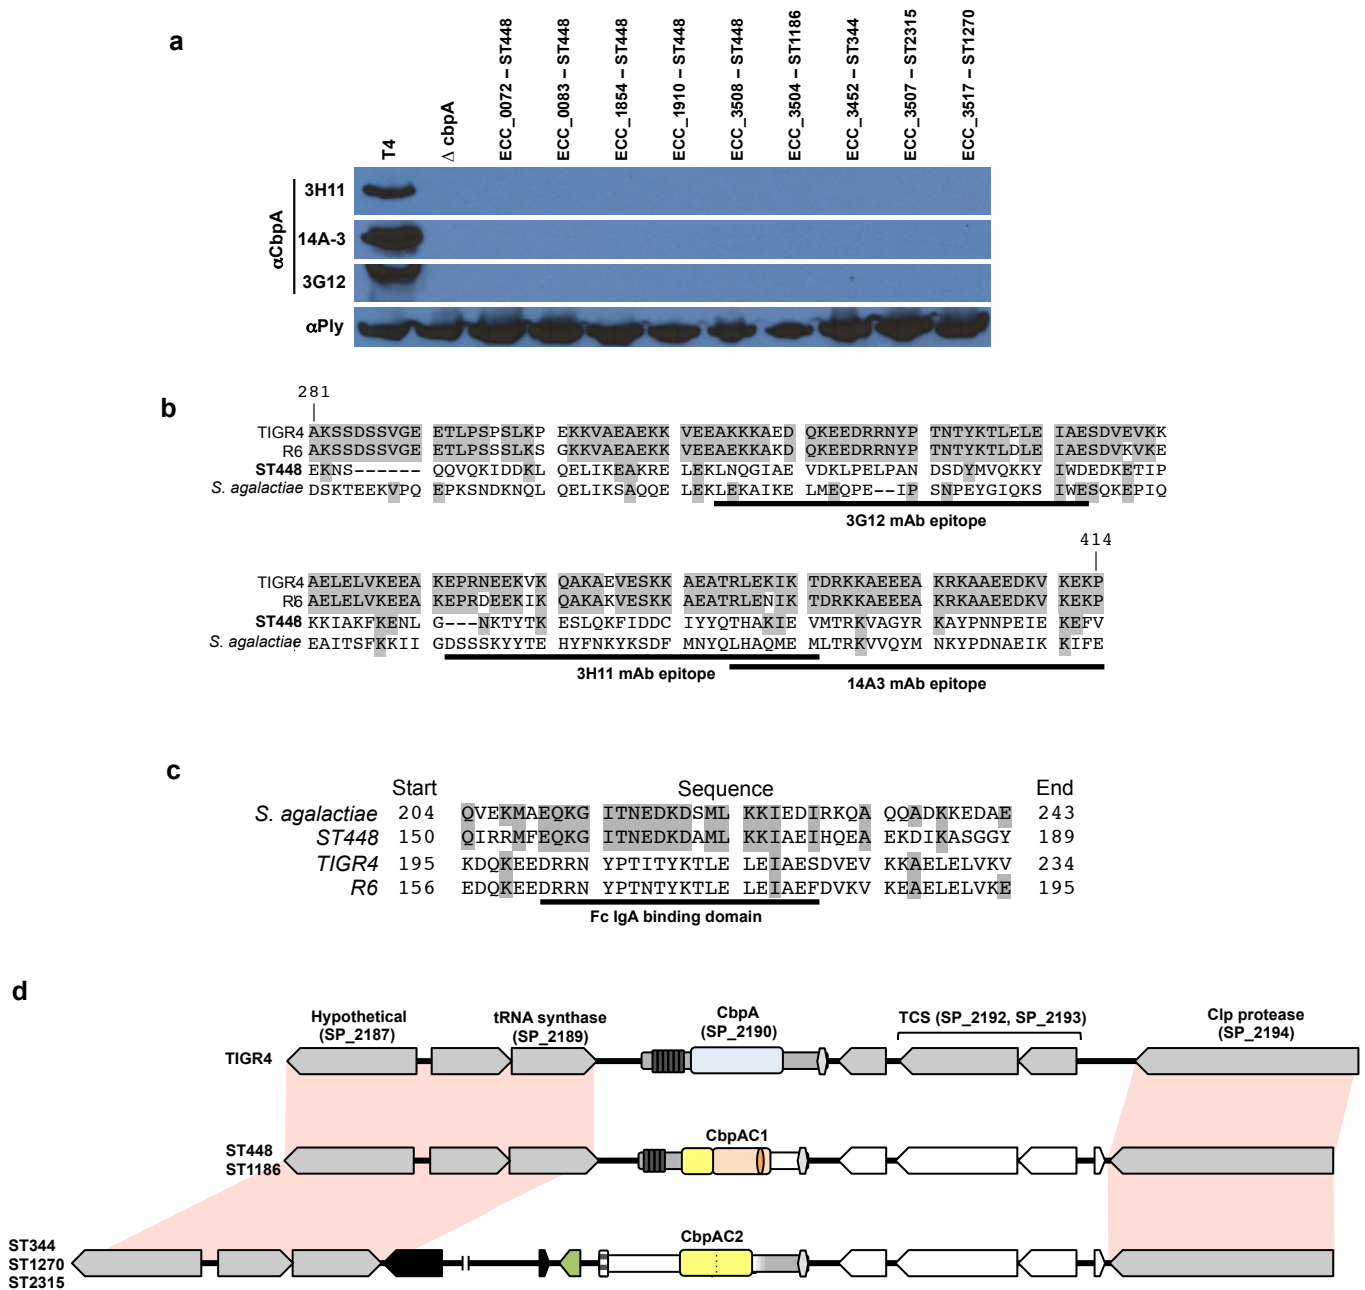 a
T4
Δ cbpA
ECC_0072 – ST448
ECC_0083 – ST448
ECC_1854 – ST448
ECC_1910 – ST448
ECC_3508 – ST448
ECC_3504 – ST1186
ECC_3452 – ST344
ECC_3507 – ST2315
ECC_3517 – ST1270
αCbpA
3H11
14A-3
3G12
αPly
b
281
TIGR4 AKSSDSSVGE ETLPSPSLKP EKKVAEAEKK VEEAKKKAED QKEEDRRNYP TNTYKTLELE IAESDVEVKK
R6 AKSSDSSVGE ETLPSSSLKS GKKVAEAEKK VEEAKKKAKD QKEEDRRNYP TNTYKTLDLE IAESDVKVKE
ST448 EKNS------ QQVQKIDDKL QELIKEAKRE LEKLNQGIAE VDKLPELPAN DSDYMVQKKY IWDEDKETIP
S. agalactiae DSKTEEKVPQ EPKSNDKNQL QELIKSAQQE LEKLEKAIKE LMEQPE--IP SNPEYGIQKS IWESQKEPIQ
3G12 mAb epitope
414
TIGR4 AELELVKEEA KEPRNEEKVK QAKAEVESKK AEATRLEKIK TDRKKAEEEA KRKAAEEDKV KEKP
R6 AELELVKEEA KEPRDEEKIK QAKAKVESKK AEATRLENIK TDRKKAEEEA KRKAAEEDKV KEKP
ST448 KKIAKFKENL G---NKTYTK ESLQKFIDDC IYYQTHAKIE VMTRKVAGYR KAYPNNPEIE KEFV
S. agalactiae EAITSFKKII GDSSSKYYTE HYFNKYKSDF MNYQLHAQME MLTRKVVQYM NKYPDNAEIK KIFE
3H11 mAb epitope
14A3 mAb epitope
c
Start Sequence End
S. agalactiae 204 QVEKMAEQKG ITNEDKDSML KKIEDIRKQA QQADKKEDAE 243
ST448 150 QIRRMFEQKG ITNEDKDAML KKIAEIHQEA EKDIKASGGY 189
TIGR4 195 KDQKEEDRRN YPTITYKTLE LEIAESDVEV KKAELELVKV 234
R6 156 EDQKEEDRRN YPTNTYKTLE LEIAEFDVKV KEAELELVKE 195
Fc IgA binding domain
d
Hypothetical
(SP_2187)
tRNA synthase
(SP_2189)
CbpA
(SP_2190)
TCS (SP_2192, SP_2193)
Clp protease
(SP_2194)
TIGR4
CbpAC1
ST448
ST1186
CbpAC2
ST344
ST1270
ST2315